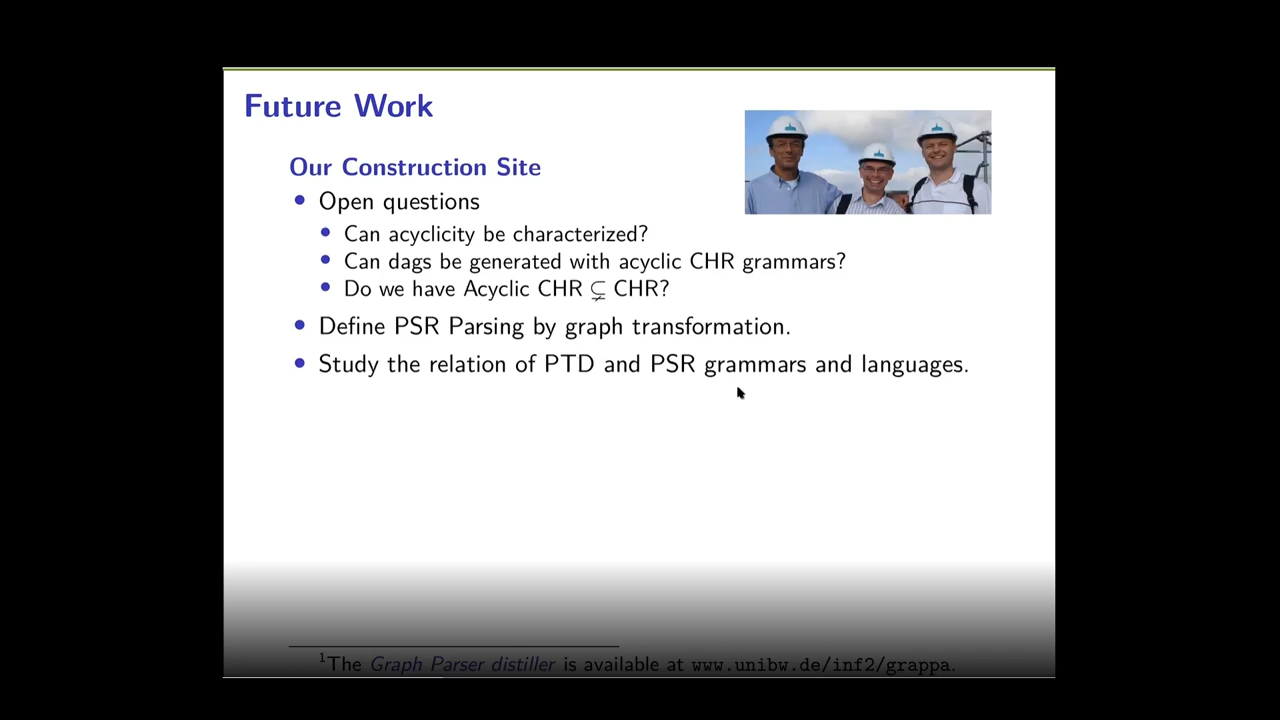 Future Work
Our Construction Site
• Open questions
• Can acyclicity be characterized?
• Can dags be generated with acyclic CHR grammars?
• Do we have Acyclic CHR ⊊ CHR?
• Define PSR Parsing by graph transformation.
• Study the relation of PTD and PSR grammars and languages.
¹The Graph Parser distiller is available at www.unibw.de/inf2/grappa.